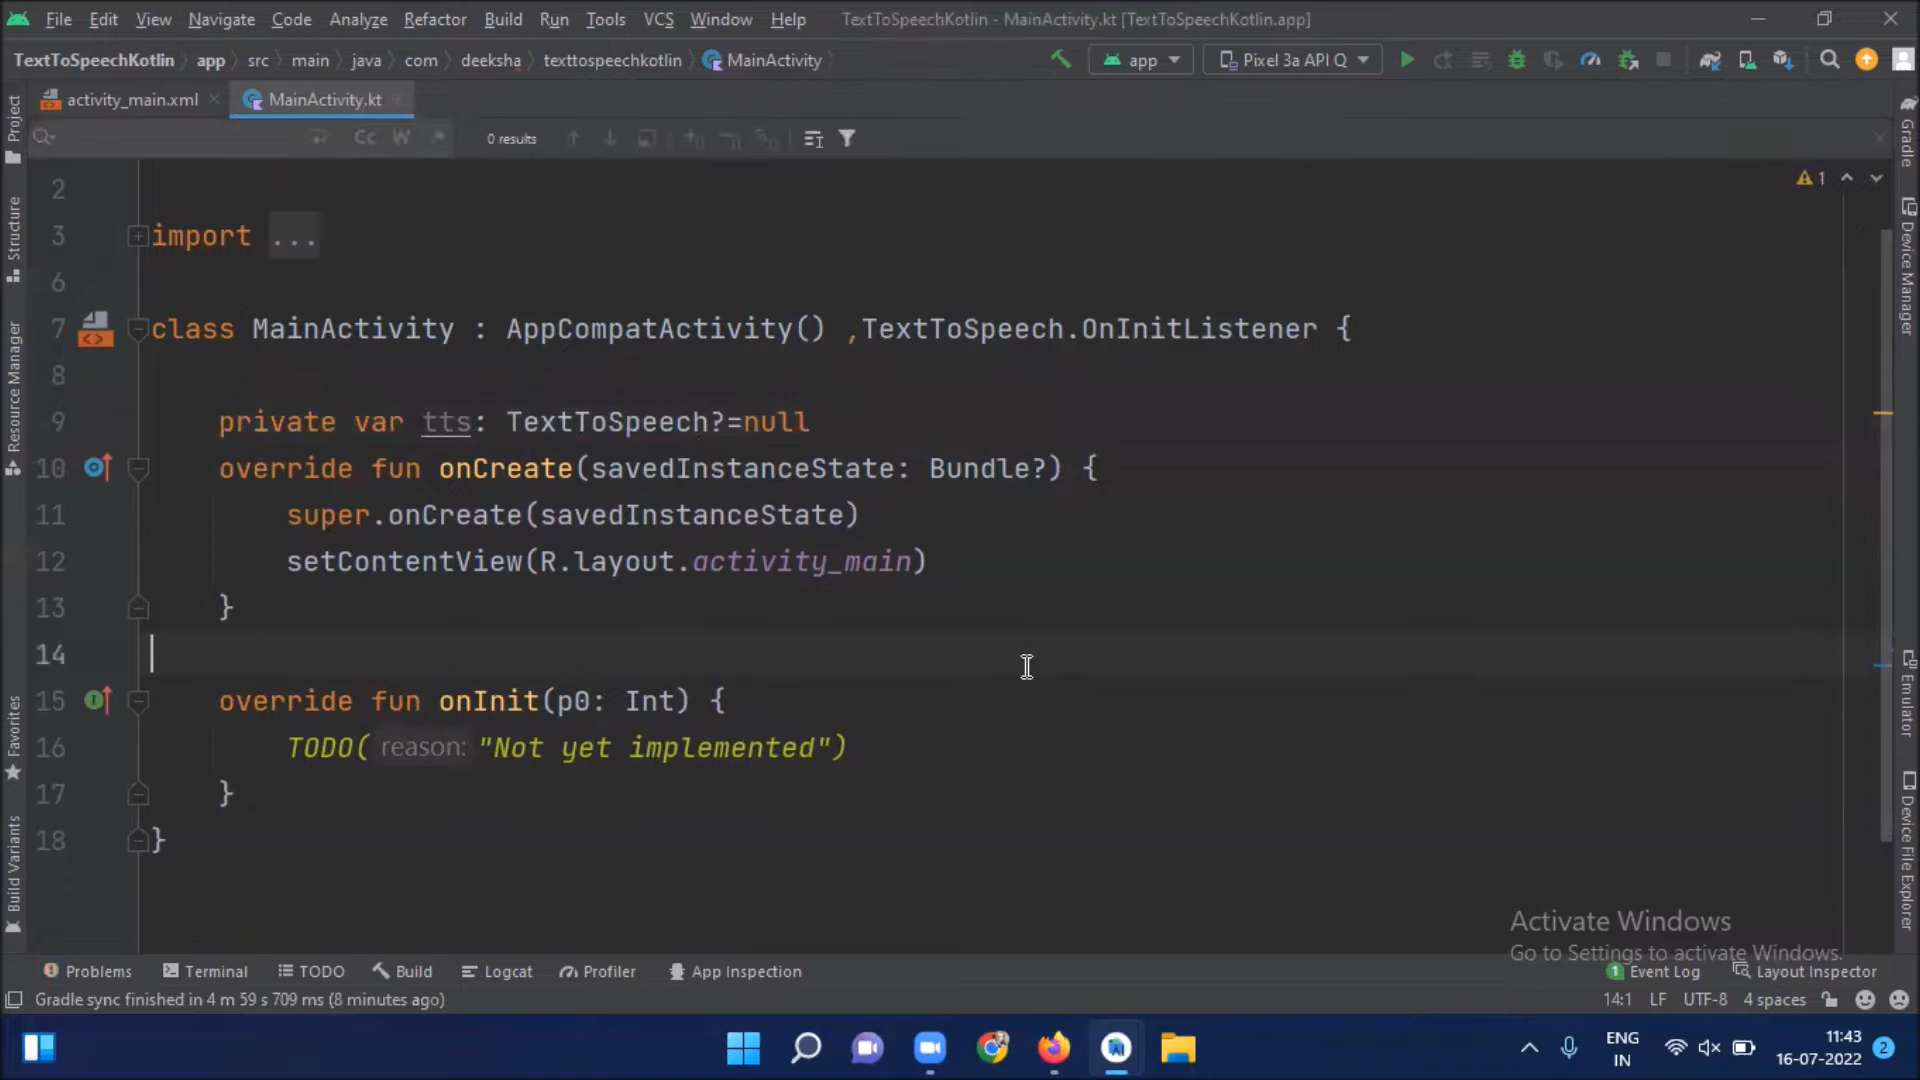 File Edit View Navigate Code Analyze Refactor Build Run Tools VCS Window Help TextToSpeechKotlin - MainActivity.kt [TextToSpeechKotlin.app]
TextToSpeechKotlin app src main java com deeksha texttospeechkotlin MainActivity app Pixel 3a API Q
activity_main.xml MainActivity.kt
Cc W .* 0 results
1
2
3 import ...
6
7 class MainActivity : AppCompatActivity() ,TextToSpeech.OnInitListener {
8
9 private var tts: TextToSpeech?=null
10 override fun onCreate(savedInstanceState: Bundle?) {
11 super.onCreate(savedInstanceState)
12 setContentView(R.layout.activity_main)
13 }
14
15 override fun onInit(p0: Int) {
16 TODO( reason: "Not yet implemented")
17 }
18 }
Project
Structure
Resource Manager
Favorites
Build Variants
Gradle
Device Manager
Emulator
Device File Explorer
Activate Windows
Go to Settings to activate Windows.
Problems Terminal TODO Build Logcat Profiler App Inspection 1 Event Log Layout Inspector
Gradle sync finished in 4 m 59 s 709 ms (8 minutes ago) 14:1 LF UTF-8 4 spaces
ENG
IN
11:43
16-07-2022
2